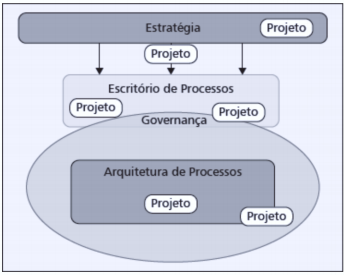 Estratégia
Projeto
Projeto
Escritório de Processos
Projeto
Projeto
Governança
Arquitetura de Processos
Projeto
Projeto